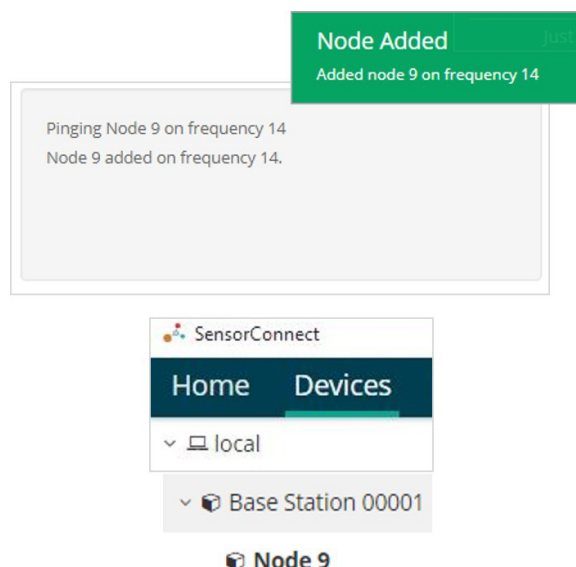 Node Added
Just
Added node 9 on frequency 14
Pinging Node 9 on frequency 14
Node 9 added on frequency 14.
SensorConnect
Home Devices
local
Base Station 00001
Node 9